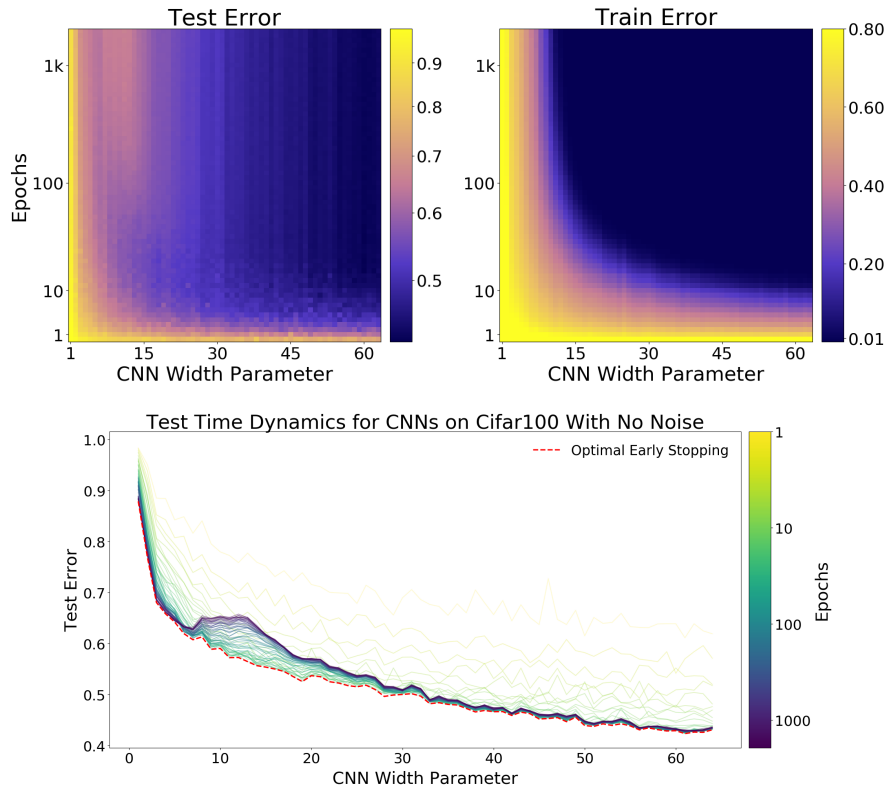 Test Error
Train Error
1k
100
10
1
Epochs
1 15 30 45 60
CNN Width Parameter
0.9
0.8
0.7
0.6
0.5
1k
100
10
1
1 15 30 45 60
CNN Width Parameter
0.80
0.60
0.40
0.20
0.01
Test Time Dynamics for CNNs on Cifar100 With No Noise
Optimal Early Stopping
1.0
0.9
0.8
0.7
0.6
0.5
0.4
Test Error
0 10 20 30 40 50 60
CNN Width Parameter
1
10
100
1000
Epochs